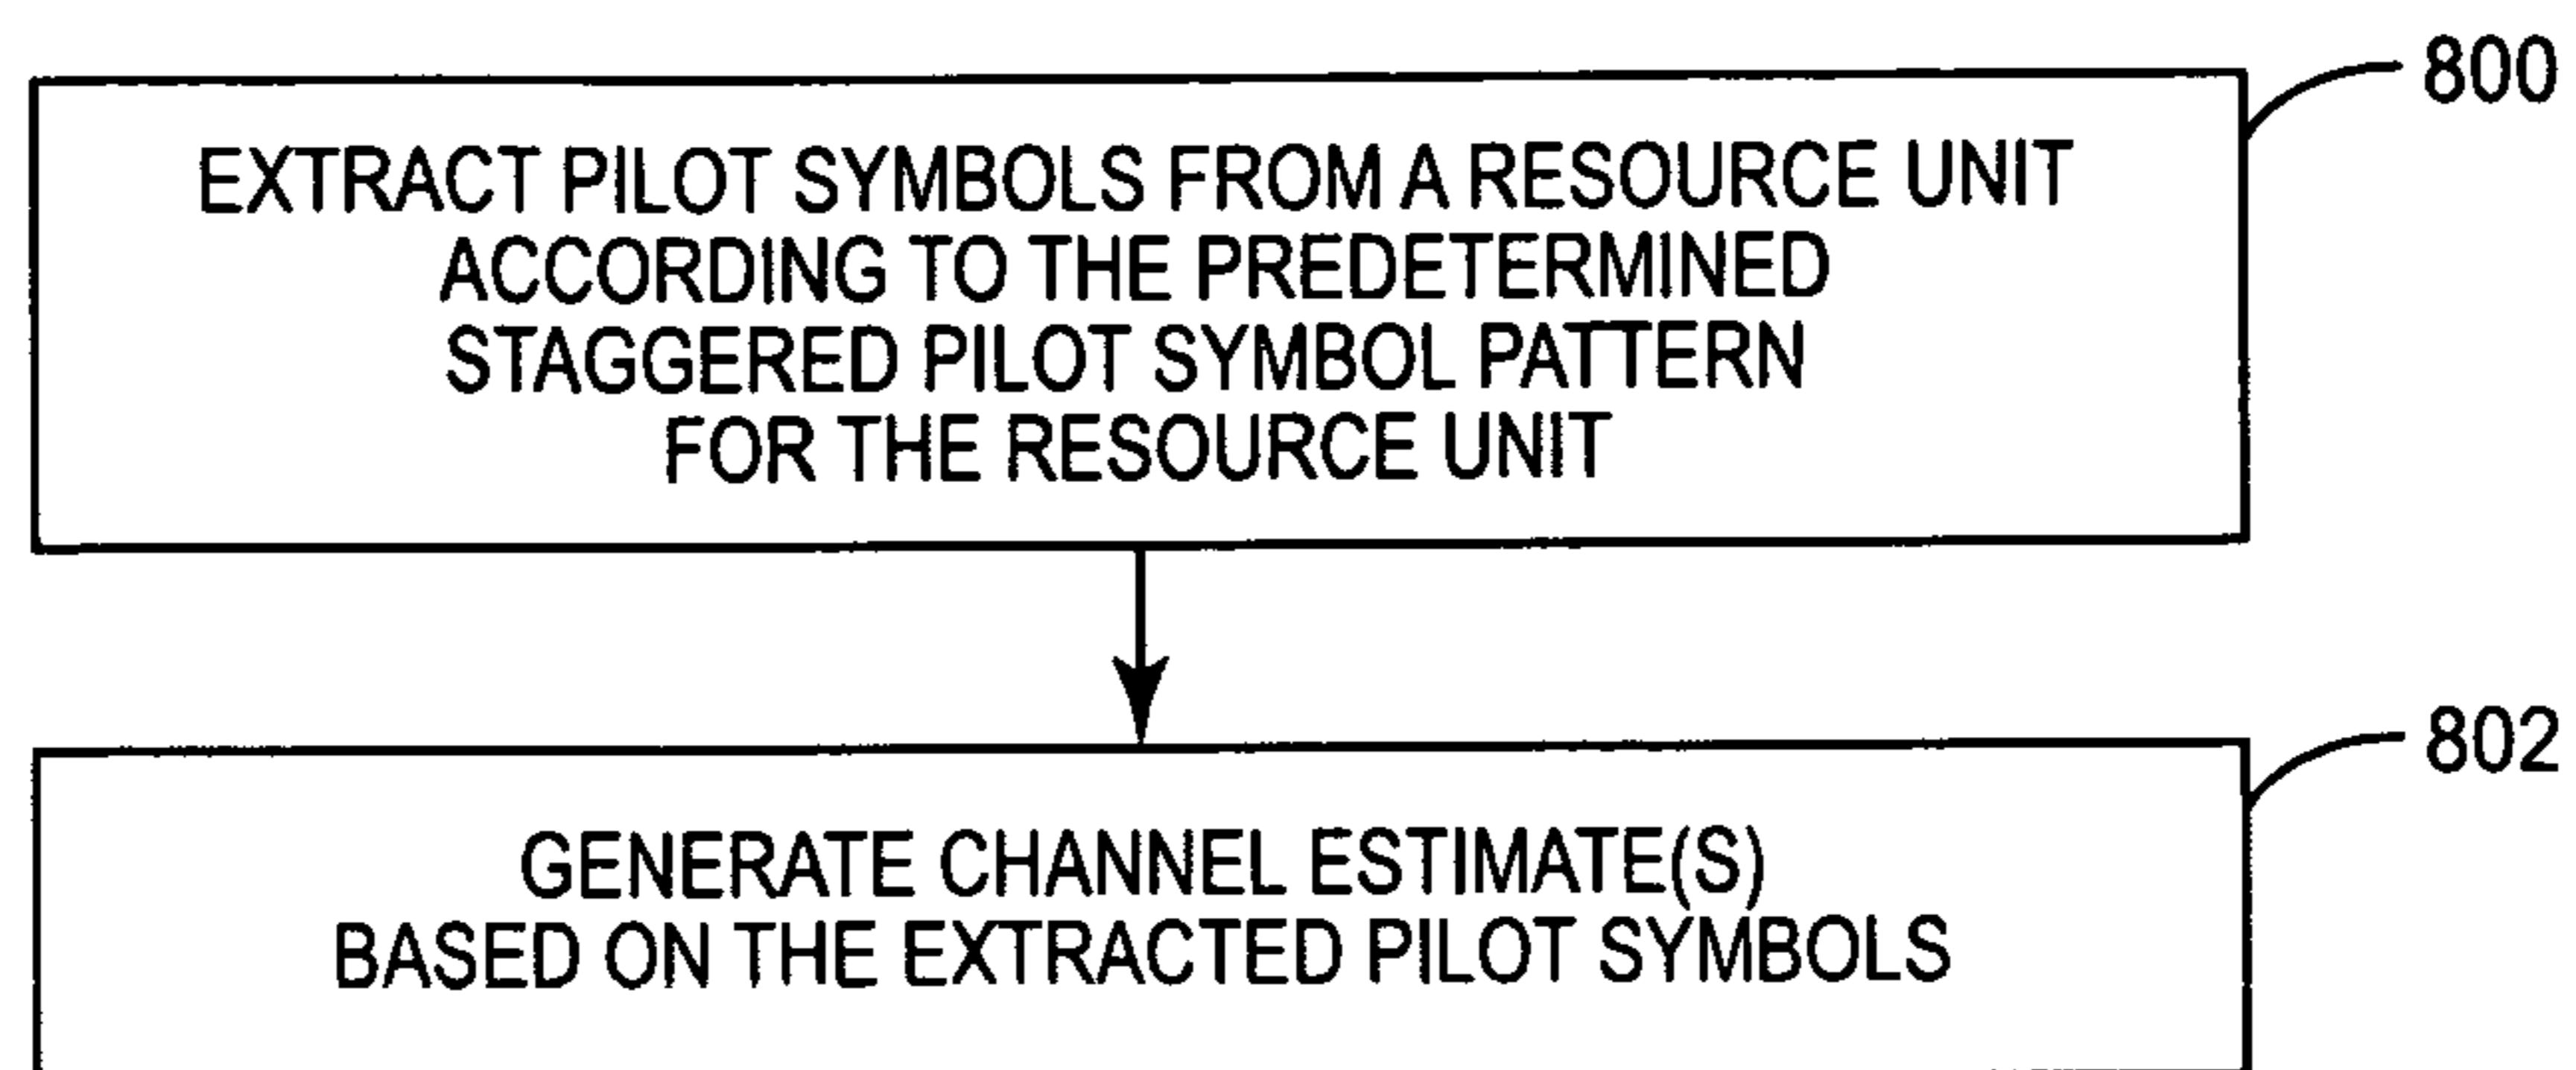 800
EXTRACT PILOT SYMBOLS FROM A RESOURCE UNIT
ACCORDING TO THE PREDETERMINED
STAGGERED PILOT SYMBOL PATTERN
FOR THE RESOURCE UNIT
802
GENERATE CHANNEL ESTIMATE(S)
BASED ON THE EXTRACTED PILOT SYMBOLS